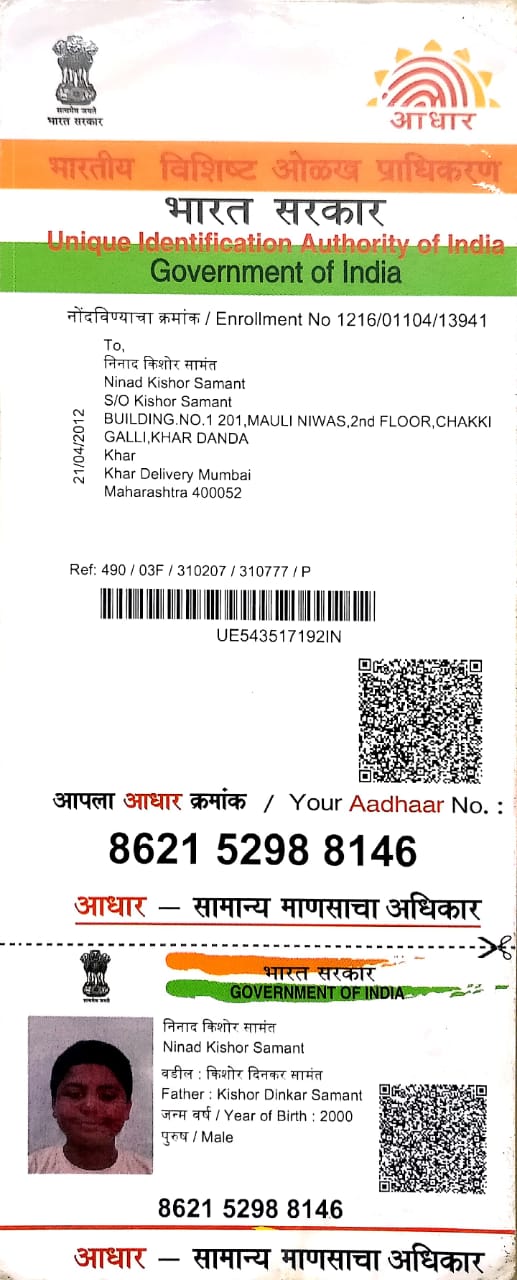 सत्यमेव जयते
भारत सरकार
आधार
भारतीय विशिष्ट ओळख प्राधिकरण
भारत सरकार
Unique Identification Authority of India
Government of India
नोंदविण्याचा क्रमांक / Enrollment No 1216/01104/13941
To,
निनाद किशोर सामंत
Ninad Kishor Samant
S/O Kishor Samant
BUILDING.NO.1 201,MAULI NIWAS,2nd FLOOR,CHAKKI
GALLI,KHAR DANDA
Khar
Khar Delivery Mumbai
Maharashtra 400052
21/04/2012
Ref: 490 / 03F / 310207 / 310777 / P
UE543517192IN
आपला आधार क्रमांक / Your Aadhaar No. :
8621 5298 8146
आधार – सामान्य माणसाचा अधिकार
भारत सरकार
GOVERNMENT OF INDIA
निनाद किशोर सामंत
Ninad Kishor Samant
वडील : किशोर दिनकर सामंत
Father : Kishor Dinkar Samant
जन्म वर्ष / Year of Birth : 2000
पुरुष / Male
8621 5298 8146
आधार – सामान्य माणसाचा अधिकार